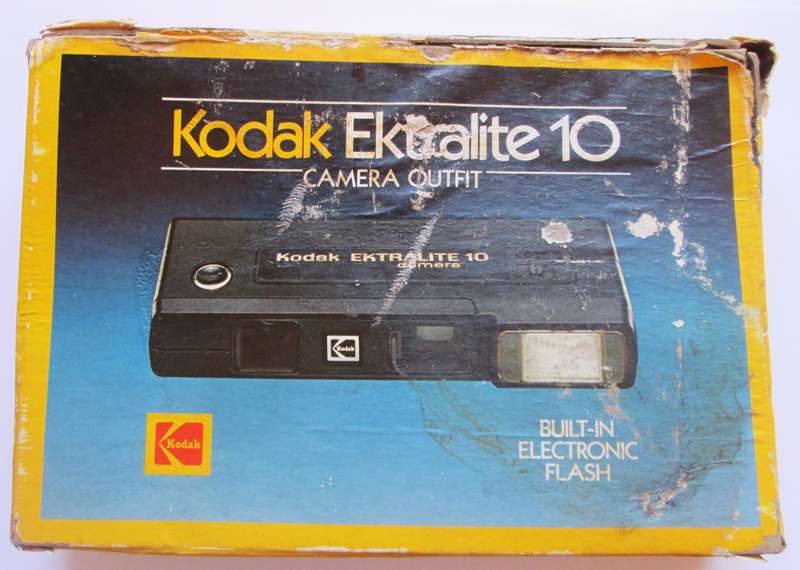 Kodak Ektralite 10
CAMERA OUTFIT
Kodak EKTRALITE 10
camera
Kodak
Kodak
BUILT-IN
ELECTRONIC
FLASH